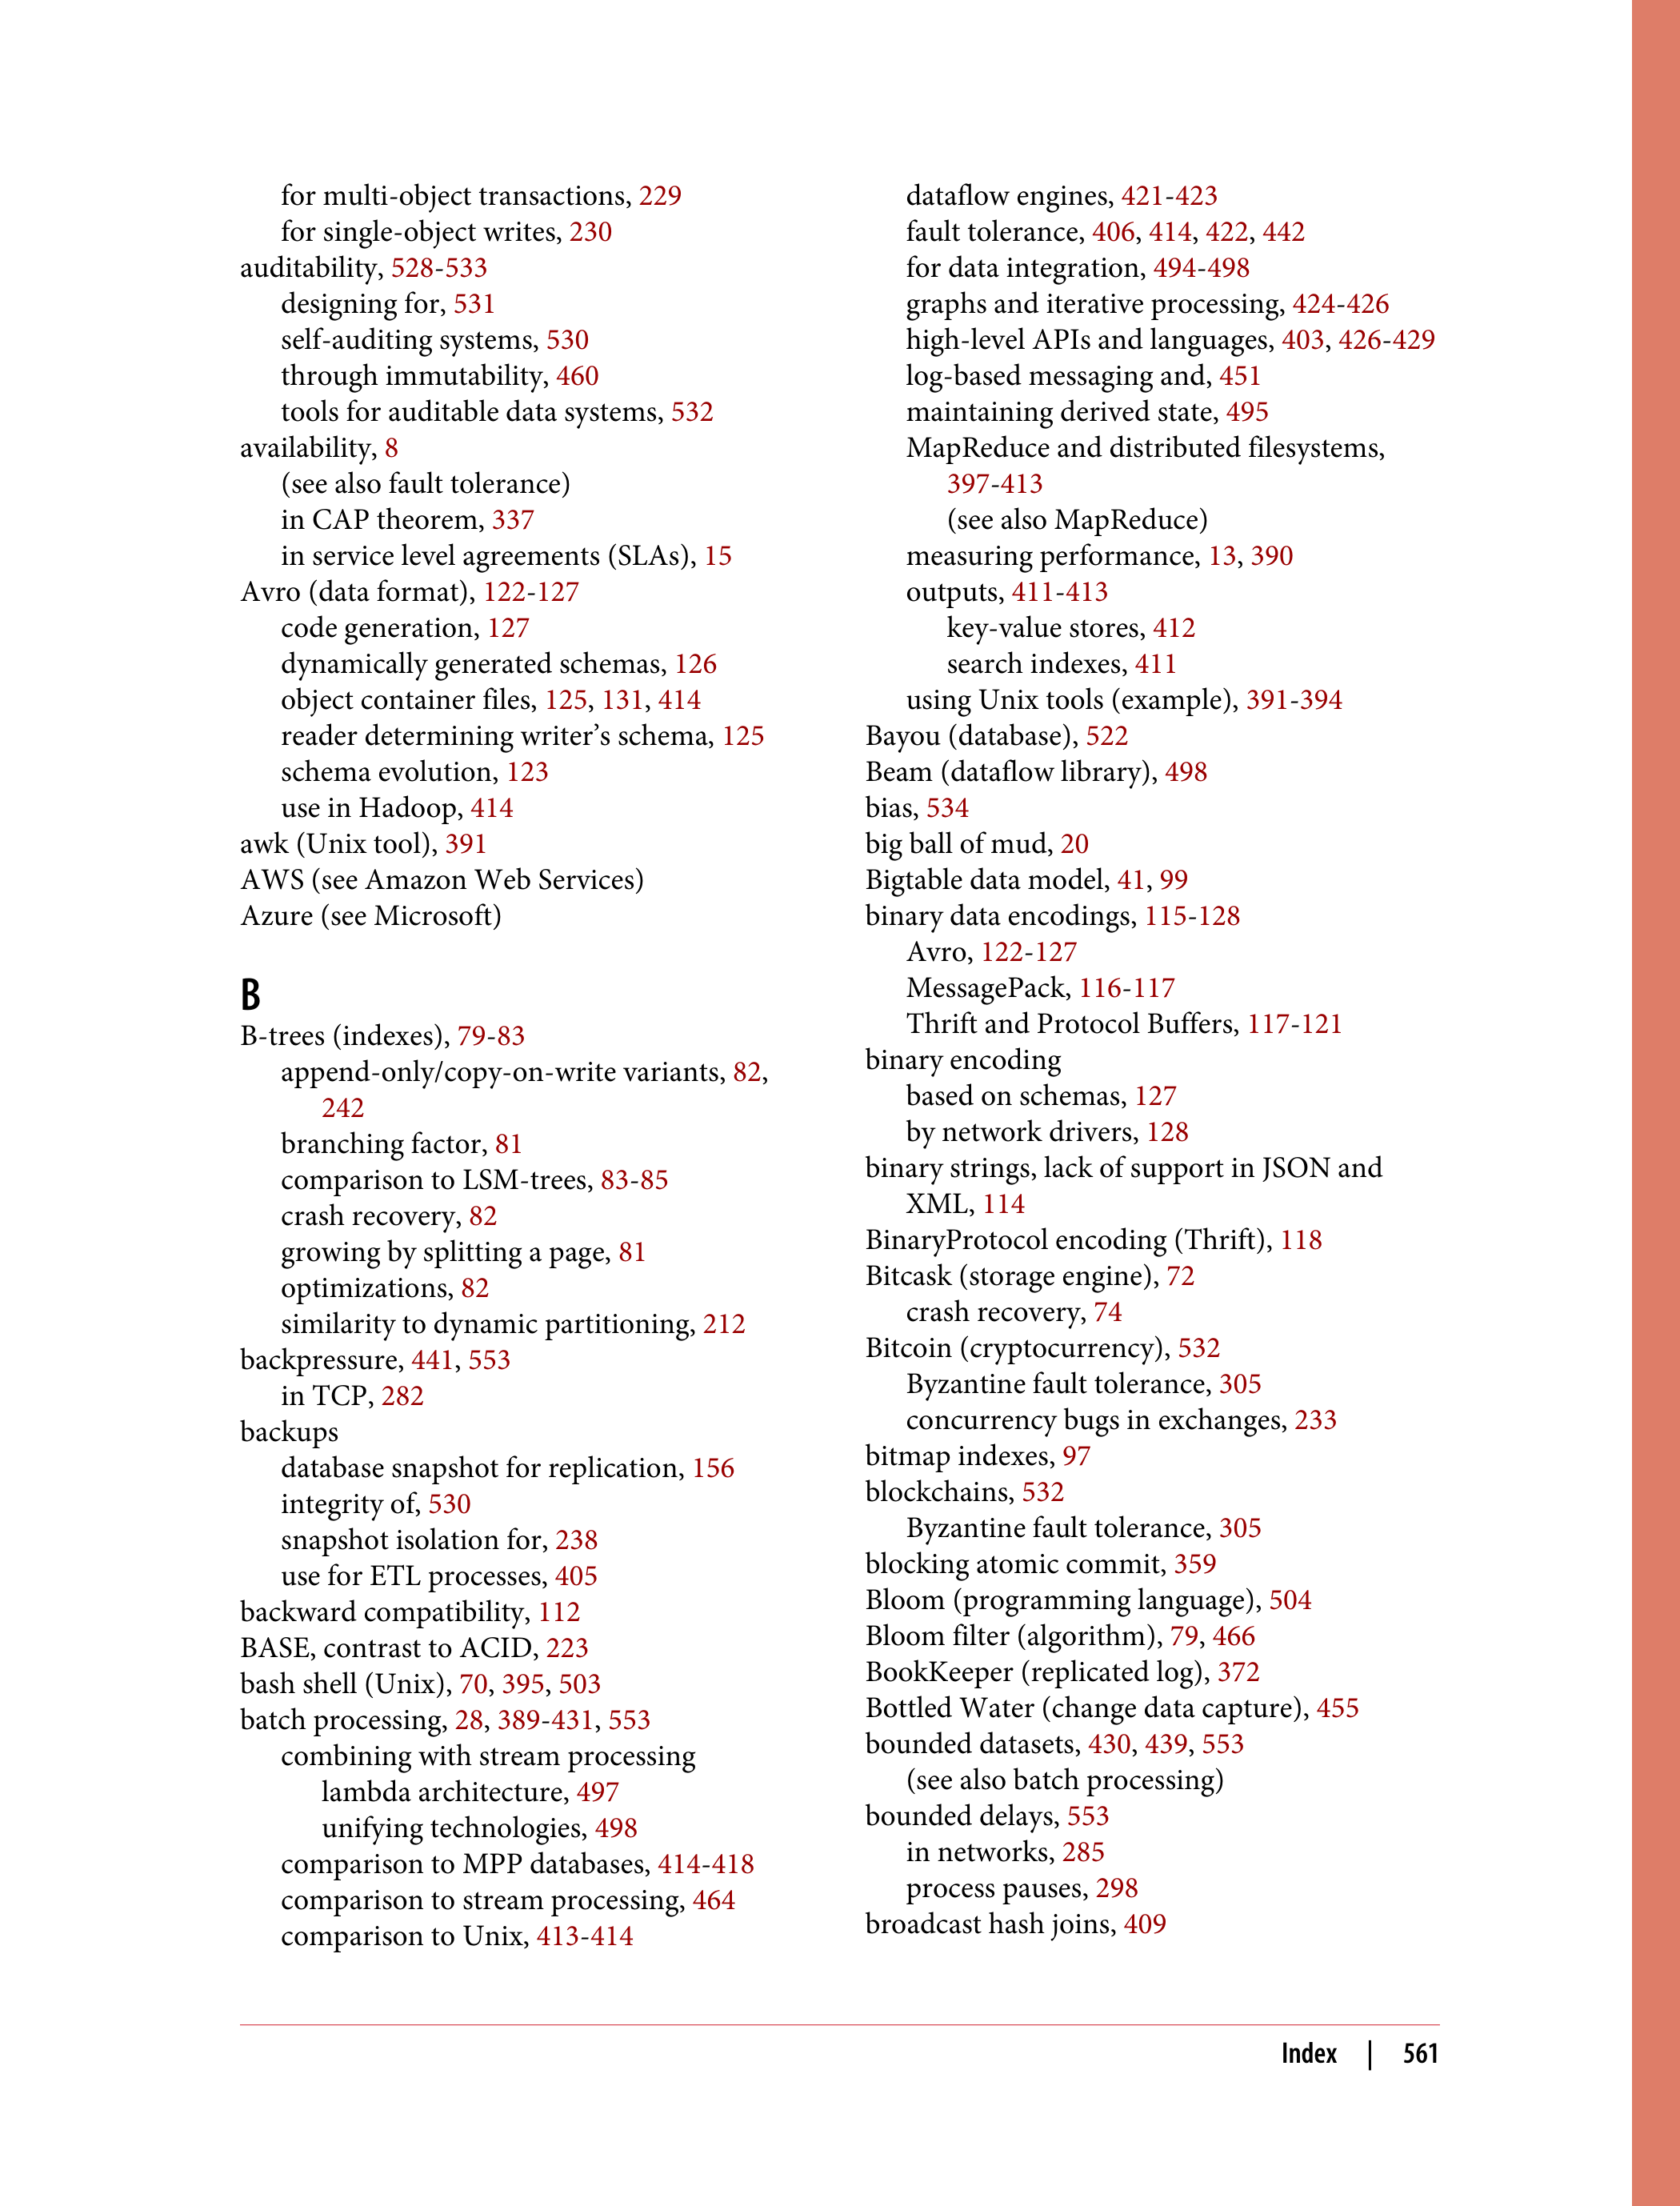 for multi-object transactions, 229
for single-object writes, 230
auditability, 528-533
designing for, 531
self-auditing systems, 530
through immutability, 460
tools for auditable data systems, 532
availability, 8
(see also fault tolerance)
in CAP theorem, 337
in service level agreements (SLAs), 15
Avro (data format), 122-127
code generation, 127
dynamically generated schemas, 126
object container files, 125, 131, 414
reader determining writer’s schema, 125
schema evolution, 123
use in Hadoop, 414
awk (Unix tool), 391
AWS (see Amazon Web Services)
Azure (see Microsoft)
B
B-trees (indexes), 79-83
append-only/copy-on-write variants, 82,
242
branching factor, 81
comparison to LSM-trees, 83-85
crash recovery, 82
growing by splitting a page, 81
optimizations, 82
similarity to dynamic partitioning, 212
backpressure, 441, 553
in TCP, 282
backups
database snapshot for replication, 156
integrity of, 530
snapshot isolation for, 238
use for ETL processes, 405
backward compatibility, 112
BASE, contrast to ACID, 223
bash shell (Unix), 70, 395, 503
batch processing, 28, 389-431, 553
combining with stream processing
lambda architecture, 497
unifying technologies, 498
comparison to MPP databases, 414-418
comparison to stream processing, 464
comparison to Unix, 413-414
dataflow engines, 421-423
fault tolerance, 406, 414, 422, 442
for data integration, 494-498
graphs and iterative processing, 424-426
high-level APIs and languages, 403, 426-429
log-based messaging and, 451
maintaining derived state, 495
MapReduce and distributed filesystems,
397-413
(see also MapReduce)
measuring performance, 13, 390
outputs, 411-413
key-value stores, 412
search indexes, 411
using Unix tools (example), 391-394
Bayou (database), 522
Beam (dataflow library), 498
bias, 534
big ball of mud, 20
Bigtable data model, 41, 99
binary data encodings, 115-128
Avro, 122-127
MessagePack, 116-117
Thrift and Protocol Buffers, 117-121
binary encoding
based on schemas, 127
by network drivers, 128
binary strings, lack of support in JSON and
XML, 114
BinaryProtocol encoding (Thrift), 118
Bitcask (storage engine), 72
crash recovery, 74
Bitcoin (cryptocurrency), 532
Byzantine fault tolerance, 305
concurrency bugs in exchanges, 233
bitmap indexes, 97
blockchains, 532
Byzantine fault tolerance, 305
blocking atomic commit, 359
Bloom (programming language), 504
Bloom filter (algorithm), 79, 466
BookKeeper (replicated log), 372
Bottled Water (change data capture), 455
bounded datasets, 430, 439, 553
(see also batch processing)
bounded delays, 553
in networks, 285
process pauses, 298
broadcast hash joins, 409
Index | 561